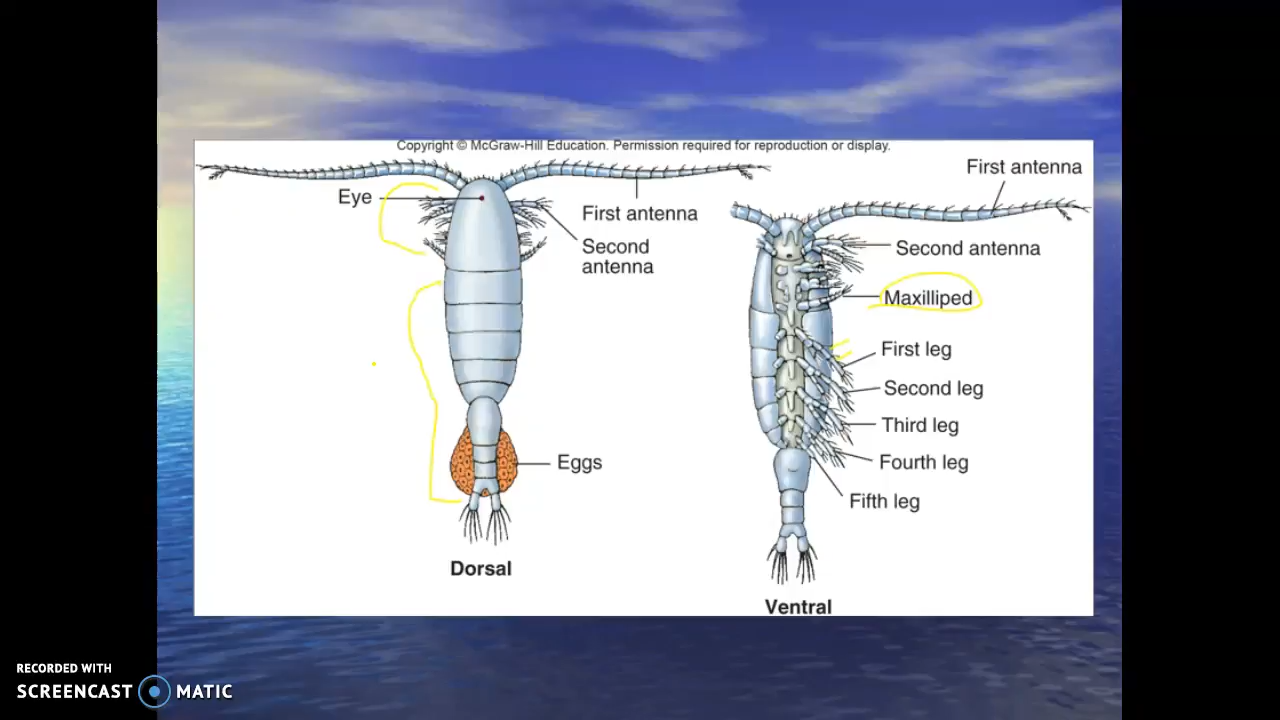 Copyright © McGraw-Hill Education. Permission required for reproduction or display.
Eye
First antenna
Second
antenna
Eggs
Dorsal
First antenna
Second antenna
Maxilliped
First leg
Second leg
Third leg
Fourth leg
Fifth leg
Ventral
RECORDED WITH
SCREENCAST MATIC